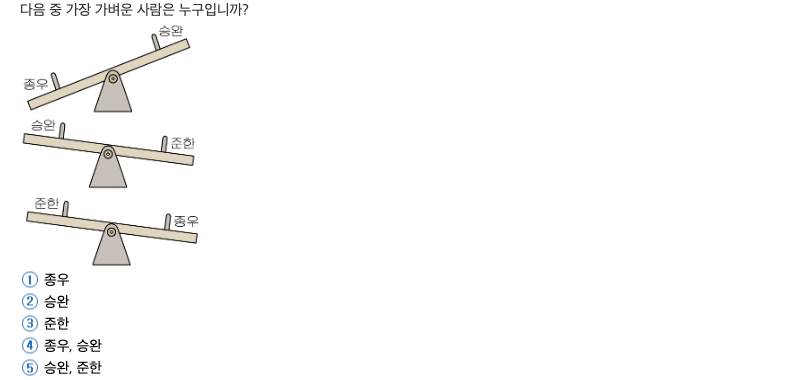 다음 중 가장 가벼운 사람은 누구입니까?
승완
종우
승완
준한
준한
종우
① 종우
② 승완
③ 준한
④ 종우, 승완
⑤ 승완, 준한